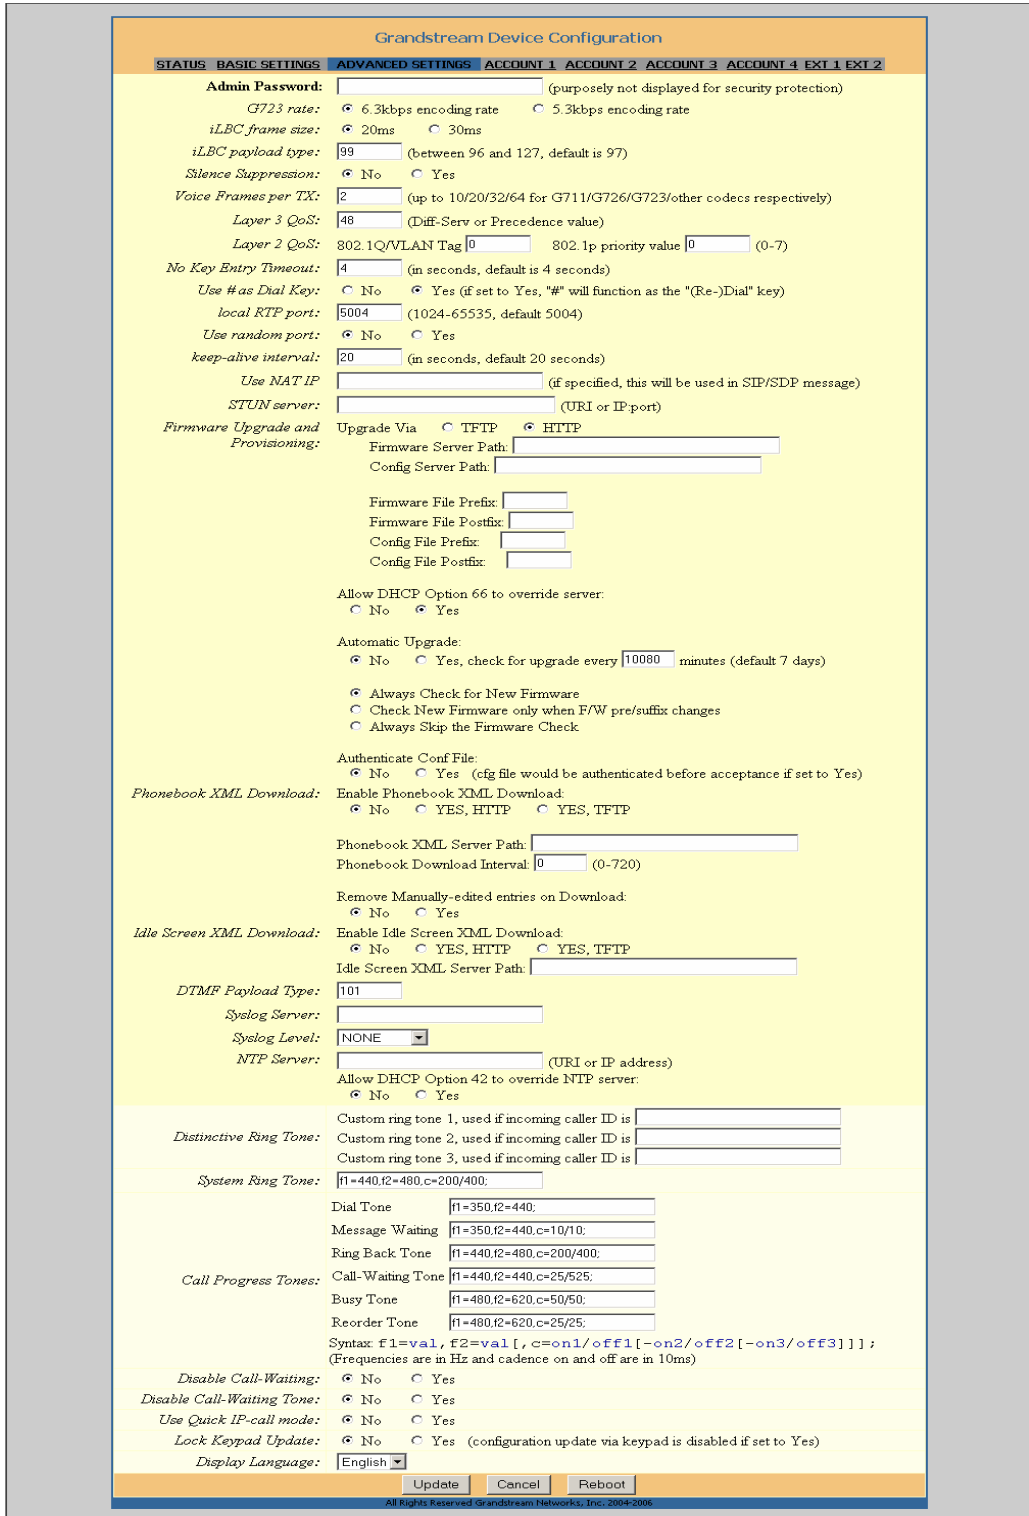 Grandstream Device Configuration
STATUS BASIC SETTINGS ADVANCED SETTINGS ACCOUNT 1 ACCOUNT 2 ACCOUNT 3 ACCOUNT 4 EXT 1 EXT 2
Admin Password: (purposely not displayed for security protection)
G723 rate: 6.3kbps encoding rate 5.3kbps encoding rate
iLBC frame size: 20ms 30ms
iLBC payload type: 99 (between 96 and 127, default is 97)
Silence Suppression: No Yes
Voice Frames per TX: 2 (up to 10/20/32/64 for G711/G726/G723/other codecs respectively)
Layer 3 QoS: 48 (Diff-Serv or Precedence value)
Layer 2 QoS: 802.1Q/VLAN Tag 0 802.1p priority value 0 (0-7)
No Key Entry Timeout: 4 (in seconds, default is 4 seconds)
Use # as Dial Key: No Yes (if set to Yes, "#" will function as the "(Re-)Dial" key)
local RTP port: 5004 (1024-65535, default 5004)
Use random port: No Yes
keep-alive interval: 20 (in seconds, default 20 seconds)
Use NAT IP (if specified, this will be used in SIP/SDP message)
STUN server: (URI or IP:port)
Firmware Upgrade and Provisioning: Upgrade Via TFTP HTTP
Firmware Server Path:
Config Server Path:
Firmware File Prefix:
Firmware File Postfix:
Config File Prefix:
Config File Postfix:
Allow DHCP Option 66 to override server:
No Yes
Automatic Upgrade:
No Yes, check for upgrade every 10080 minutes (default 7 days)
Always Check for New Firmware
Check New Firmware only when F/W pre/suffix changes
Always Skip the Firmware Check
Authenticate Conf File:
No Yes (cfg file would be authenticated before acceptance if set to Yes)
Phonebook XML Download: Enable Phonebook XML Download:
No YES, HTTP YES, TFTP
Phonebook XML Server Path:
Phonebook Download Interval: 0 (0-720)
Remove Manually-edited entries on Download:
No Yes
Idle Screen XML Download: Enable Idle Screen XML Download:
No YES, HTTP YES, TFTP
Idle Screen XML Server Path:
DTMF Payload Type: 101
Syslog Server:
Syslog Level: NONE
NTP Server: (URI or IP address)
Allow DHCP Option 42 to override NTP server:
No Yes
Distinctive Ring Tone: Custom ring tone 1, used if incoming caller ID is
Custom ring tone 2, used if incoming caller ID is
Custom ring tone 3, used if incoming caller ID is
System Ring Tone: f1=440,f2=480,c=200/400;
Call Progress Tones: Dial Tone f1=350,f2=440;
Message Waiting f1=350,f2=440,c=10/10;
Ring Back Tone f1=440,f2=480,c=200/400;
Call-Waiting Tone f1=440,f2=440,c=25/525;
Busy Tone f1=480,f2=620,c=50/50;
Reorder Tone f1=480,f2=620,c=25/25;
Syntax: f1=val,f2=val[,c=on1/off1[-on2/off2[-on3/off3]]];
(Frequencies are in Hz and cadence on and off are in 10ms)
Disable Call-Waiting: No Yes
Disable Call-Waiting Tone: No Yes
Use Quick IP-call mode: No Yes
Lock Keypad Update: No Yes (configuration update via keypad is disabled if set to Yes)
Display Language: English
Update Cancel Reboot
All Rights Reserved Grandstream Networks, Inc. 2004-2006